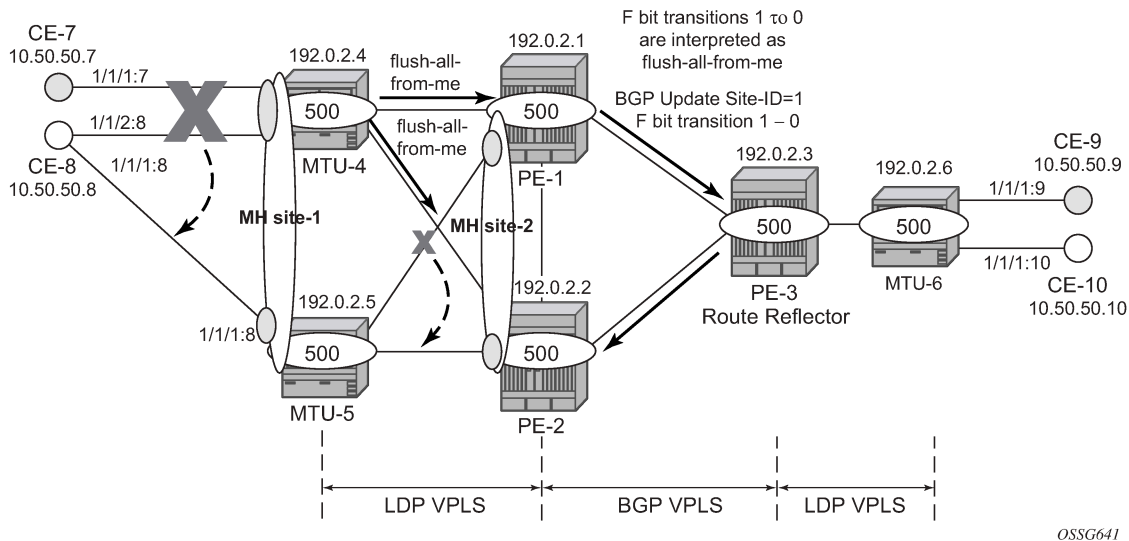 CE-7
10.50.50.7
1/1/1:7
1/1/2:8
CE-8
10.50.50.8
1/1/1:8
192.0.2.4
500
MTU-4
flush-all-
from-me
flush-all-
from-me
192.0.2.1
500
PE-1
F bit transitions 1 to 0
are interpreted as
flush-all-from-me
BGP Update Site-ID=1
F bit transition 1 – 0
MH site-1
MH site-2
192.0.2.5
1/1/1:8
500
MTU-5
192.0.2.2
500
PE-2
192.0.2.3
500
PE-3
Route Reflector
192.0.2.6
500
MTU-6
CE-9
10.50.50.9
1/1/1:9
1/1/1:10
CE-10
10.50.50.10
LDP VPLS
BGP VPLS
LDP VPLS
OSSG641